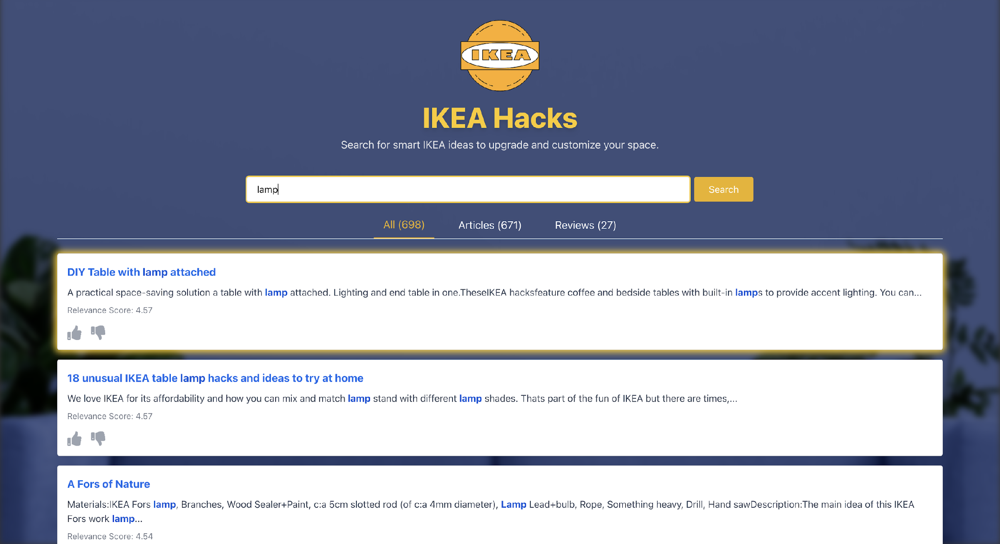 IKEA
IKEA Hacks
Search for smart IKEA ideas to upgrade and customize your space.
lamp
Search
All (698)
Articles (671)
Reviews (27)
DIY Table with lamp attached
A practical space-saving solution a table with lamp attached. Lighting and end table in one.TheseIKEA hacksfeature coffee and bedside tables with built-in lamps to provide accent lighting. You can...
Relevance Score: 4.57
18 unusual IKEA table lamp hacks and ideas to try at home
We love IKEA for its affordability and how you can mix and match lamp stand with different lamp shades. Thats part of the fun of IKEA but there are times,...
Relevance Score: 4.57
A Fors of Nature
Materials:IKEA Fors lamp, Branches, Wood Sealer+Paint, c:a 5cm slotted rod (of c:a 4mm diameter), Lamp Lead+bulb, Rope, Something heavy, Drill, Hand sawDescription:The main idea of this IKEA
Fors work lamp...
Relevance Score: 4.54